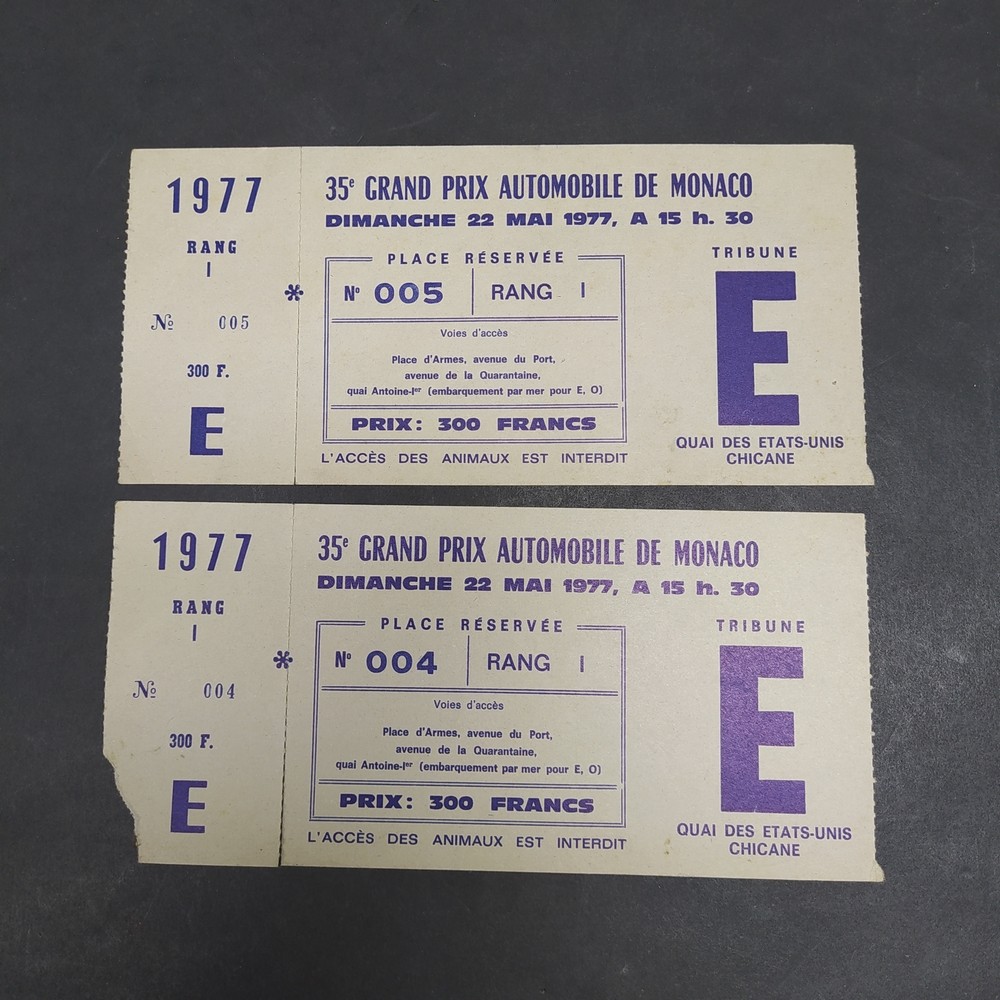 1977
RANG
I
№ 005
300 F.
E
*
35e GRAND PRIX AUTOMOBILE DE MONACO
DIMANCHE 22 MAI 1977, A 15 h. 30
PLACE RÉSERVÉE
N° 005 RANG I
Voies d'accès
Place d'Armes, avenue du Port,
avenue de la Quarantaine,
quai Antoine-Ier (embarquement par mer pour E, O)
PRIX: 300 FRANCS
L'ACCÈS DES ANIMAUX EST INTERDIT
TRIBUNE
E
QUAI DES ETATS-UNIS
CHICANE
1977
RANG
I
№ 004
300 F.
E
*
35e GRAND PRIX AUTOMOBILE DE MONACO
DIMANCHE 22 MAI 1977, A 15 h. 30
PLACE RÉSERVÉE
N° 004 RANG I
Voies d'accès
Place d'Armes, avenue du Port,
avenue de la Quarantaine,
quai Antoine-Ier (embarquement par mer pour E, O)
PRIX: 300 FRANCS
L'ACCÈS DES ANIMAUX EST INTERDIT
TRIBUNE
E
QUAI DES ETATS-UNIS
CHICANE